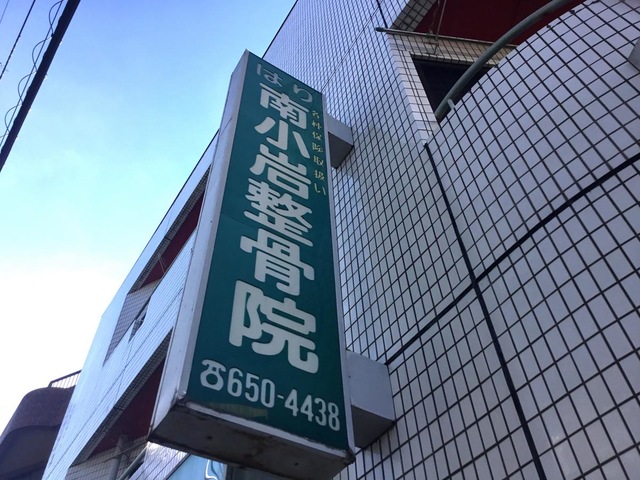 はり
各種保険取扱い
南小岩整骨院
☎650-4438